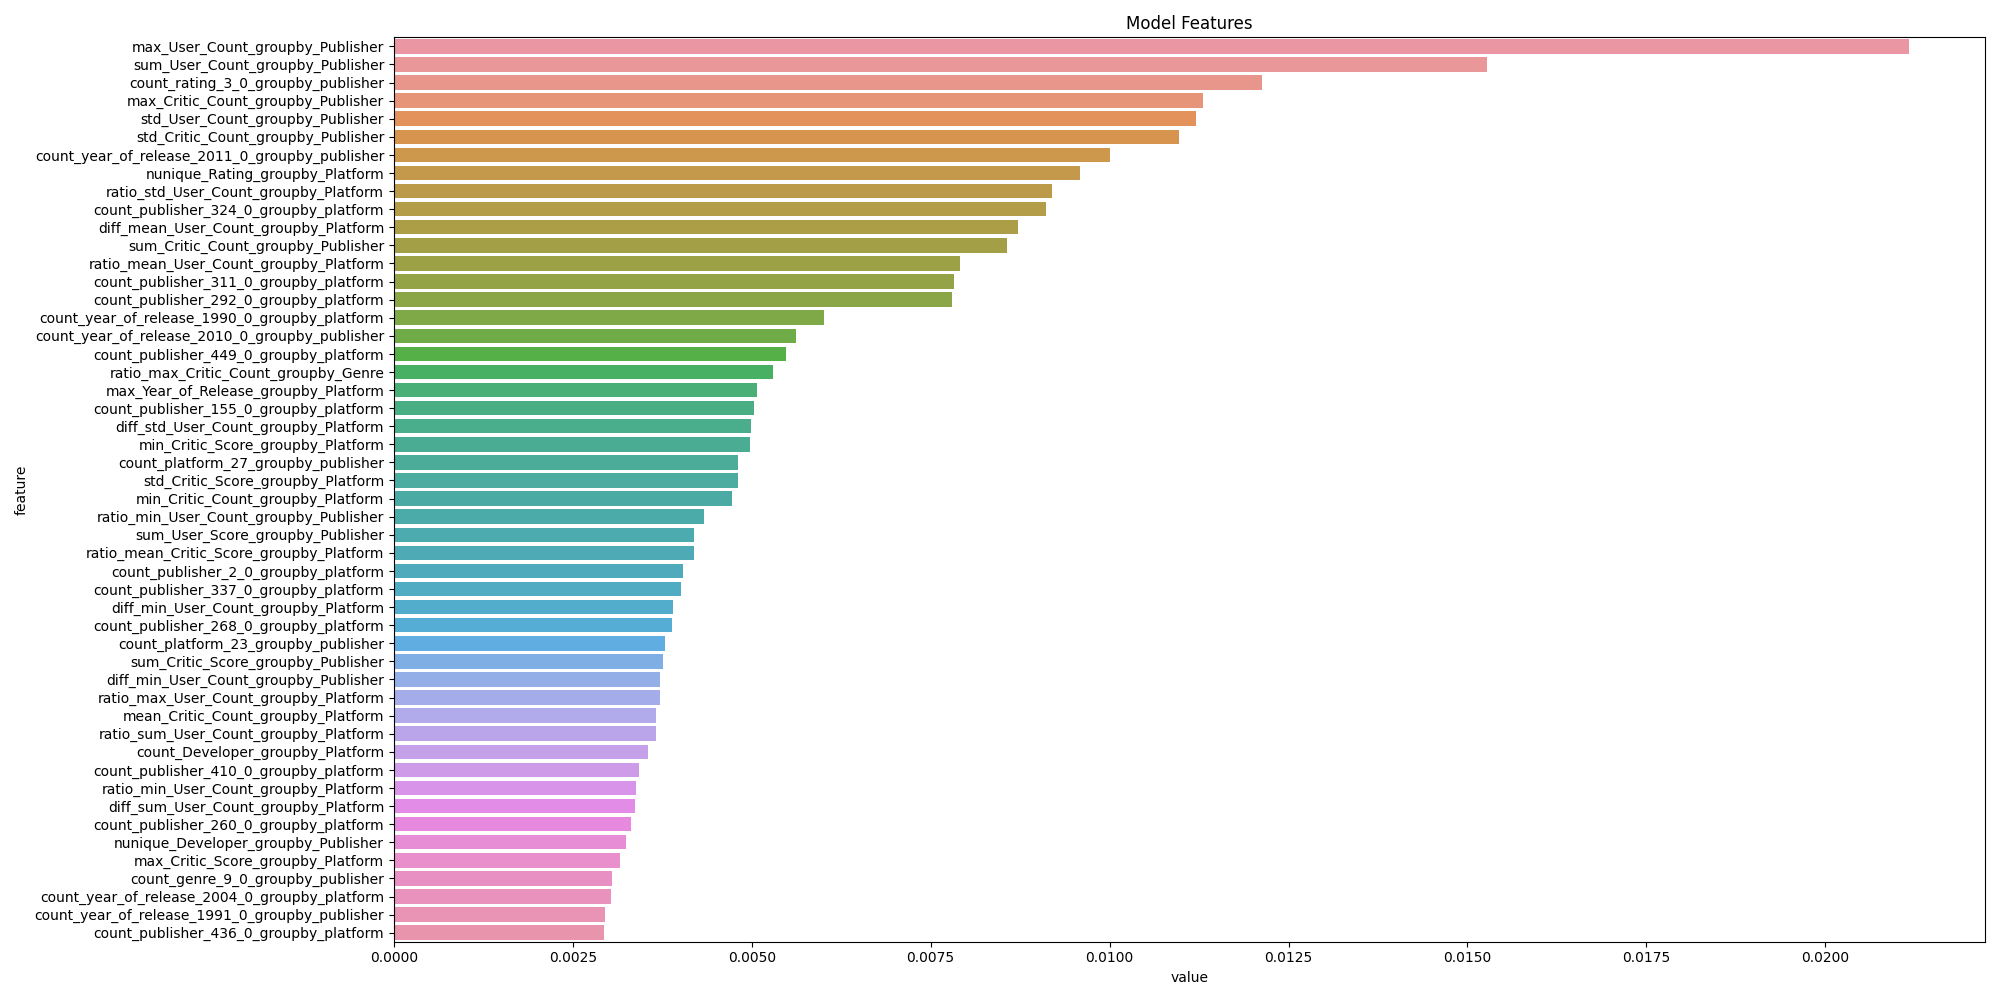 Model Features
max_User_Count_groupby_Publisher
sum_User_Count_groupby_Publisher
count_rating_3_0_groupby_publisher
max_Critic_Count_groupby_Publisher
std_User_Count_groupby_Publisher
std_Critic_Count_groupby_Publisher
count_year_of_release_2011_0_groupby_publisher
nunique_Rating_groupby_Platform
ratio_std_User_Count_groupby_Platform
count_publisher_324_0_groupby_platform
diff_mean_User_Count_groupby_Platform
sum_Critic_Count_groupby_Publisher
ratio_mean_User_Count_groupby_Platform
count_publisher_311_0_groupby_platform
count_publisher_292_0_groupby_platform
count_year_of_release_1990_0_groupby_platform
count_year_of_release_2010_0_groupby_publisher
count_publisher_449_0_groupby_platform
ratio_max_Critic_Count_groupby_Genre
max_Year_of_Release_groupby_Platform
count_publisher_155_0_groupby_platform
diff_std_User_Count_groupby_Platform
min_Critic_Score_groupby_Platform
count_platform_27_groupby_publisher
std_Critic_Score_groupby_Platform
min_Critic_Count_groupby_Platform
ratio_min_User_Count_groupby_Publisher
sum_User_Score_groupby_Publisher
ratio_mean_Critic_Score_groupby_Platform
count_publisher_2_0_groupby_platform
count_publisher_337_0_groupby_platform
diff_min_User_Count_groupby_Platform
count_publisher_268_0_groupby_platform
count_platform_23_groupby_publisher
sum_Critic_Score_groupby_Publisher
diff_min_User_Count_groupby_Publisher
ratio_max_User_Count_groupby_Platform
mean_Critic_Count_groupby_Platform
ratio_sum_User_Count_groupby_Platform
count_Developer_groupby_Platform
count_publisher_410_0_groupby_platform
ratio_min_User_Count_groupby_Platform
diff_sum_User_Count_groupby_Platform
count_publisher_260_0_groupby_platform
nunique_Developer_groupby_Publisher
max_Critic_Score_groupby_Platform
count_genre_9_0_groupby_publisher
count_year_of_release_2004_0_groupby_platform
count_year_of_release_1991_0_groupby_publisher
count_publisher_436_0_groupby_platform
feature
0.0000 0.0025 0.0050 0.0075 0.0100 0.0125 0.0150 0.0175 0.0200
value